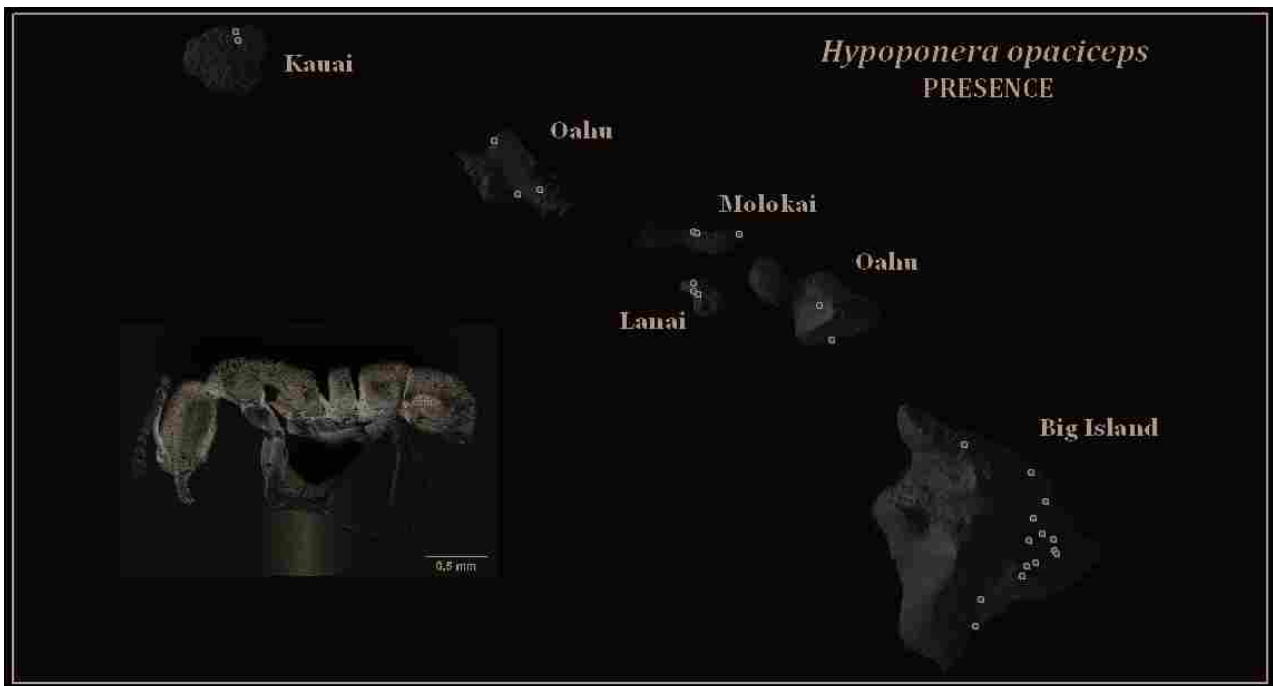 Hypoponera opaciceps
PRESENCE
Kauai
Oahu
Molokai
Oahu
Lanai
Big Island
0.5 mm